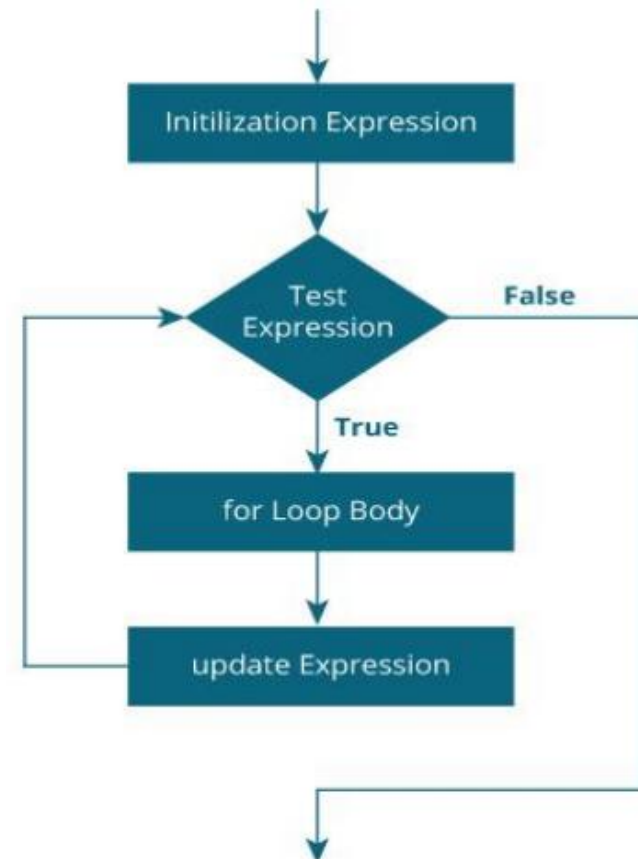 Initilization Expression
Test
Expression
False
True
for Loop Body
update Expression